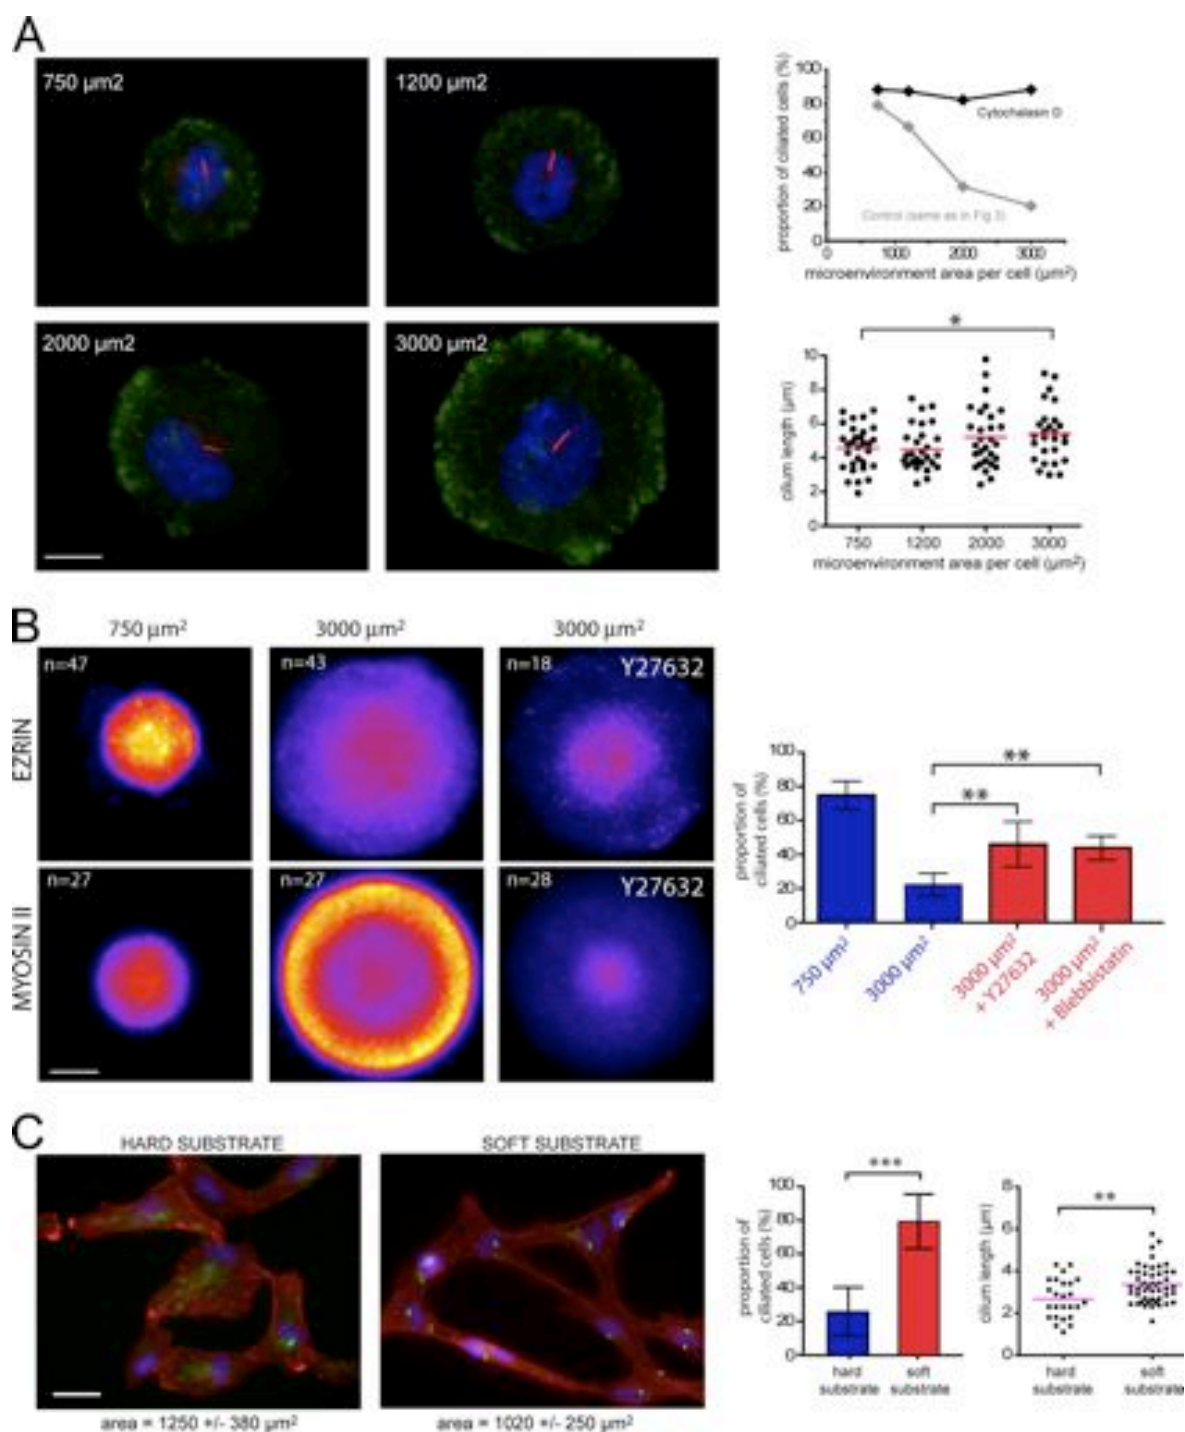 A
750 µm2
1200 µm2
2000 µm2
3000 µm2
proportion of ciliated cells (%)
100
80
60
40
20
0
Cytochalasin D
Control (same as in Fig 3)
0
1000
2000
3000
microenvironment area per cell (µm²)
*
cilium length (µm)
10
8
6
4
2
0
750
1200
2000
3000
microenvironment area per cell (µm²)
B
750 µm²
3000 µm²
3000 µm²
EZRIN
n=47
n=43
n=18
Y27632
MYOSIN II
n=27
n=27
n=28
Y27632
proportion of
ciliated cells (%)
100
80
60
40
20
0
**
**
750 µm²
3000 µm²
3000 µm²
+ Y27632
3000 µm²
+ Blebbistatin
C
HARD SUBSTRATE
SOFT SUBSTRATE
area = 1250 +/- 380 µm²
area = 1020 +/- 250 µm²
proportion of
ciliated cells (%)
100
80
60
40
20
0
***
hard
substrate
soft
substrate
cilium length (µm)
8
6
4
2
0
**
hard
substrate
soft
substrate